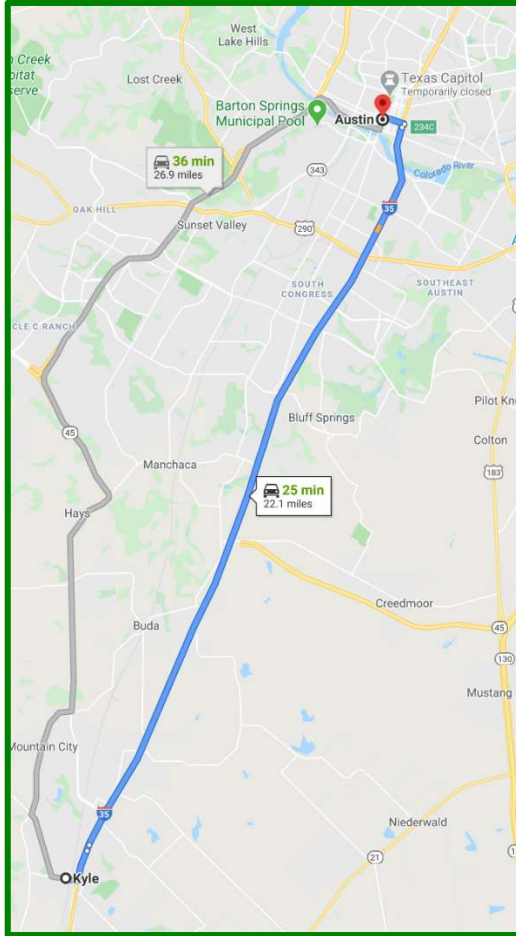 West
Lake Hills
n Creek
bitat
serve
Lost Creek
Texas Capitol
Temporarily closed
Barton Springs
Municipal Pool
Austin
234C
Colorado River
36 min
26.9 miles
343
35
OAK HILL
Sunset Valley
290
SOUTH
CONGRESS
SOUTHEAST
AUSTIN
CLE C RANCH
Pilot Kn
Bluff Springs
45
Colton
Manchaca
183
25 min
22.1 miles
Hays
Creedmoor
Buda
45
130
Mustang
Mountain City
35
Niederwald
21
Kyle